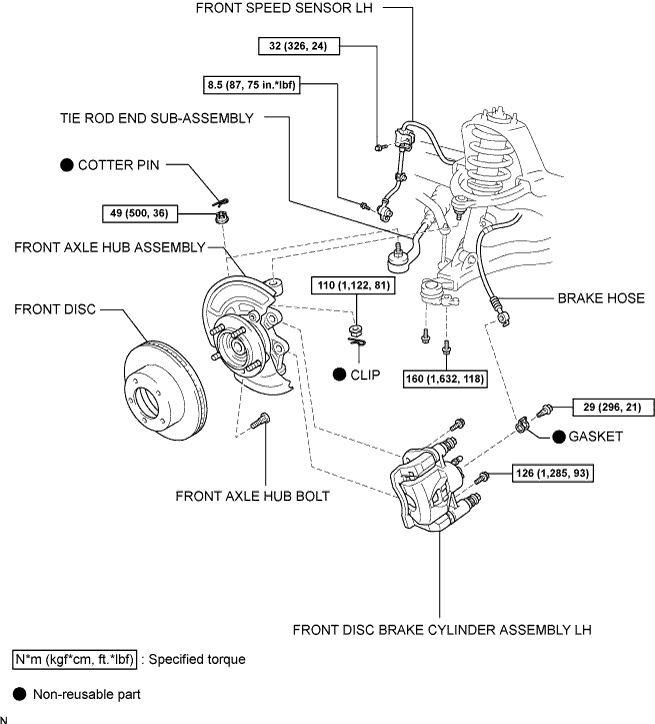 FRONT SPEED SENSOR LH
32 (326, 24)
8.5 (87, 75 in.*lbf)
TIE ROD END SUB-ASSEMBLY
COTTER PIN
49 (500, 36)
FRONT AXLE HUB ASSEMBLY
110 (1,122, 81)
BRAKE HOSE
FRONT DISC
CLIP
160 (1,632, 118)
29 (296, 21)
GASKET
126 (1,285, 93)
FRONT AXLE HUB BOLT
FRONT DISC BRAKE CYLINDER ASSEMBLY LH
N*m (kgf*cm, ft.*lbf) : Specified torque
Non-reusable part
N